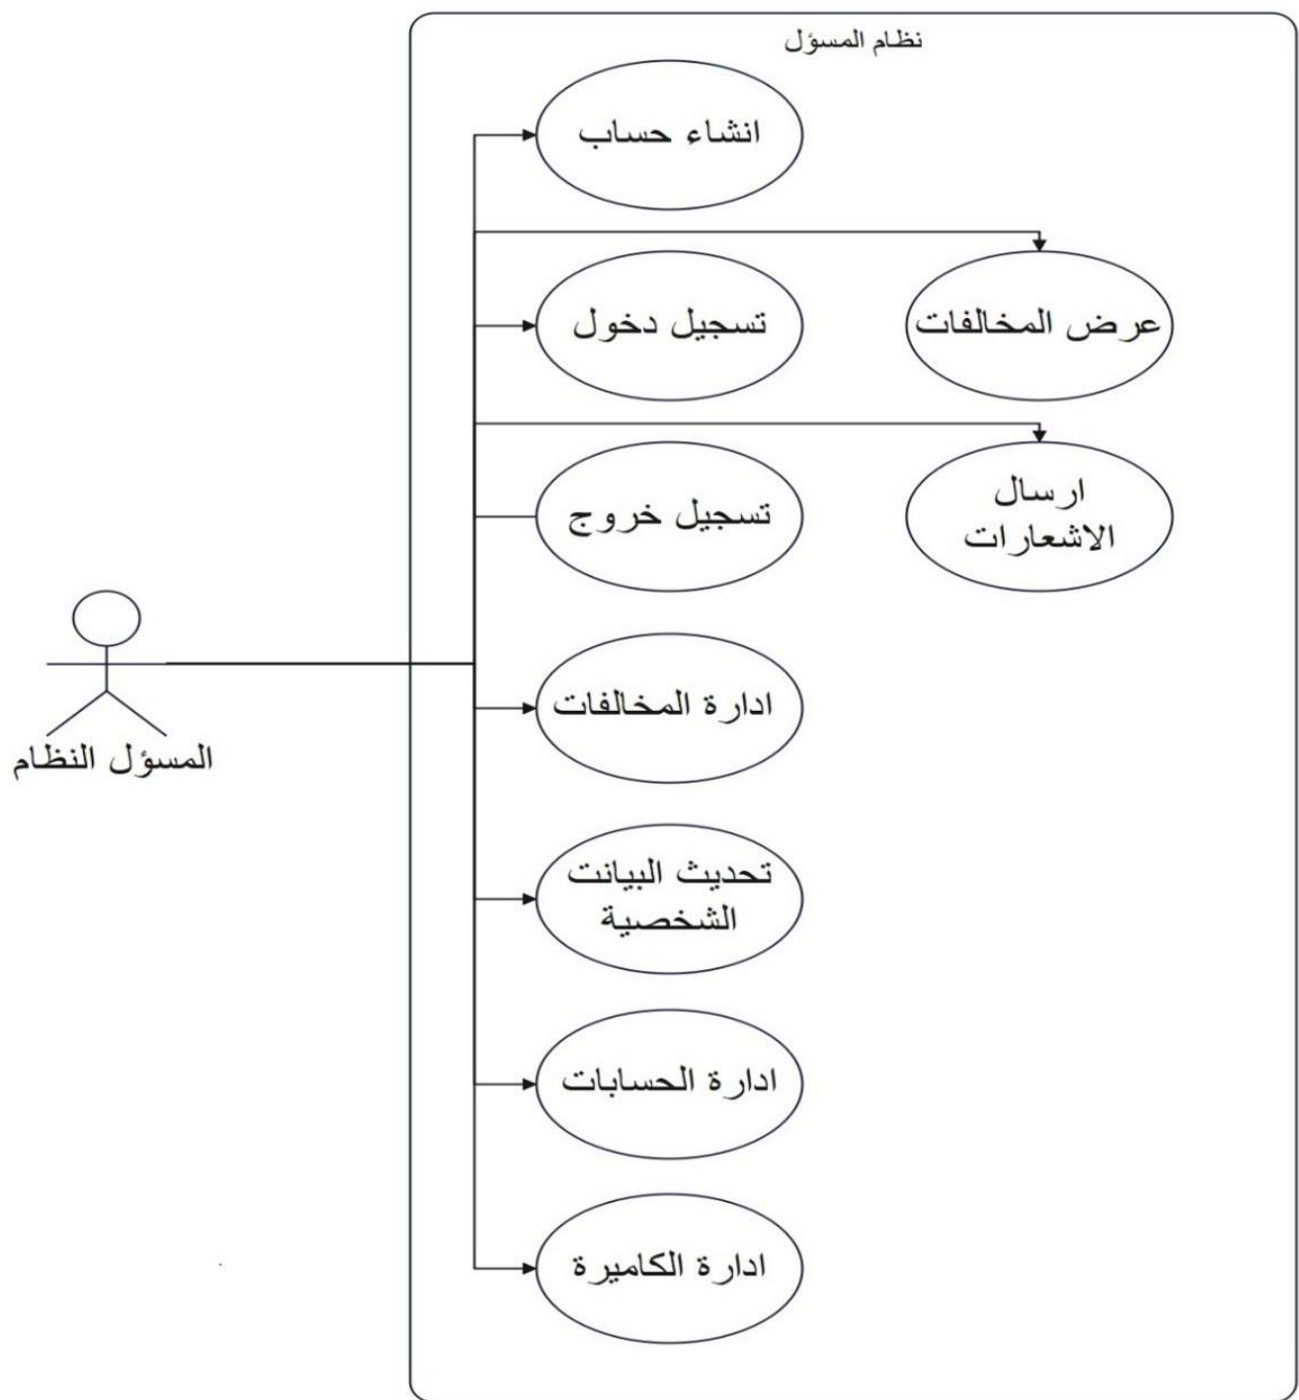 نظام المسؤل
انشاء حساب
تسجيل دخول
عرض المخالفات
تسجيل خروج
ارسال
الاشعارات
ادارة المخالفات
المسؤل النظام
تحديث البيانت
الشخصية
ادارة الحسابات
ادارة الكاميرة